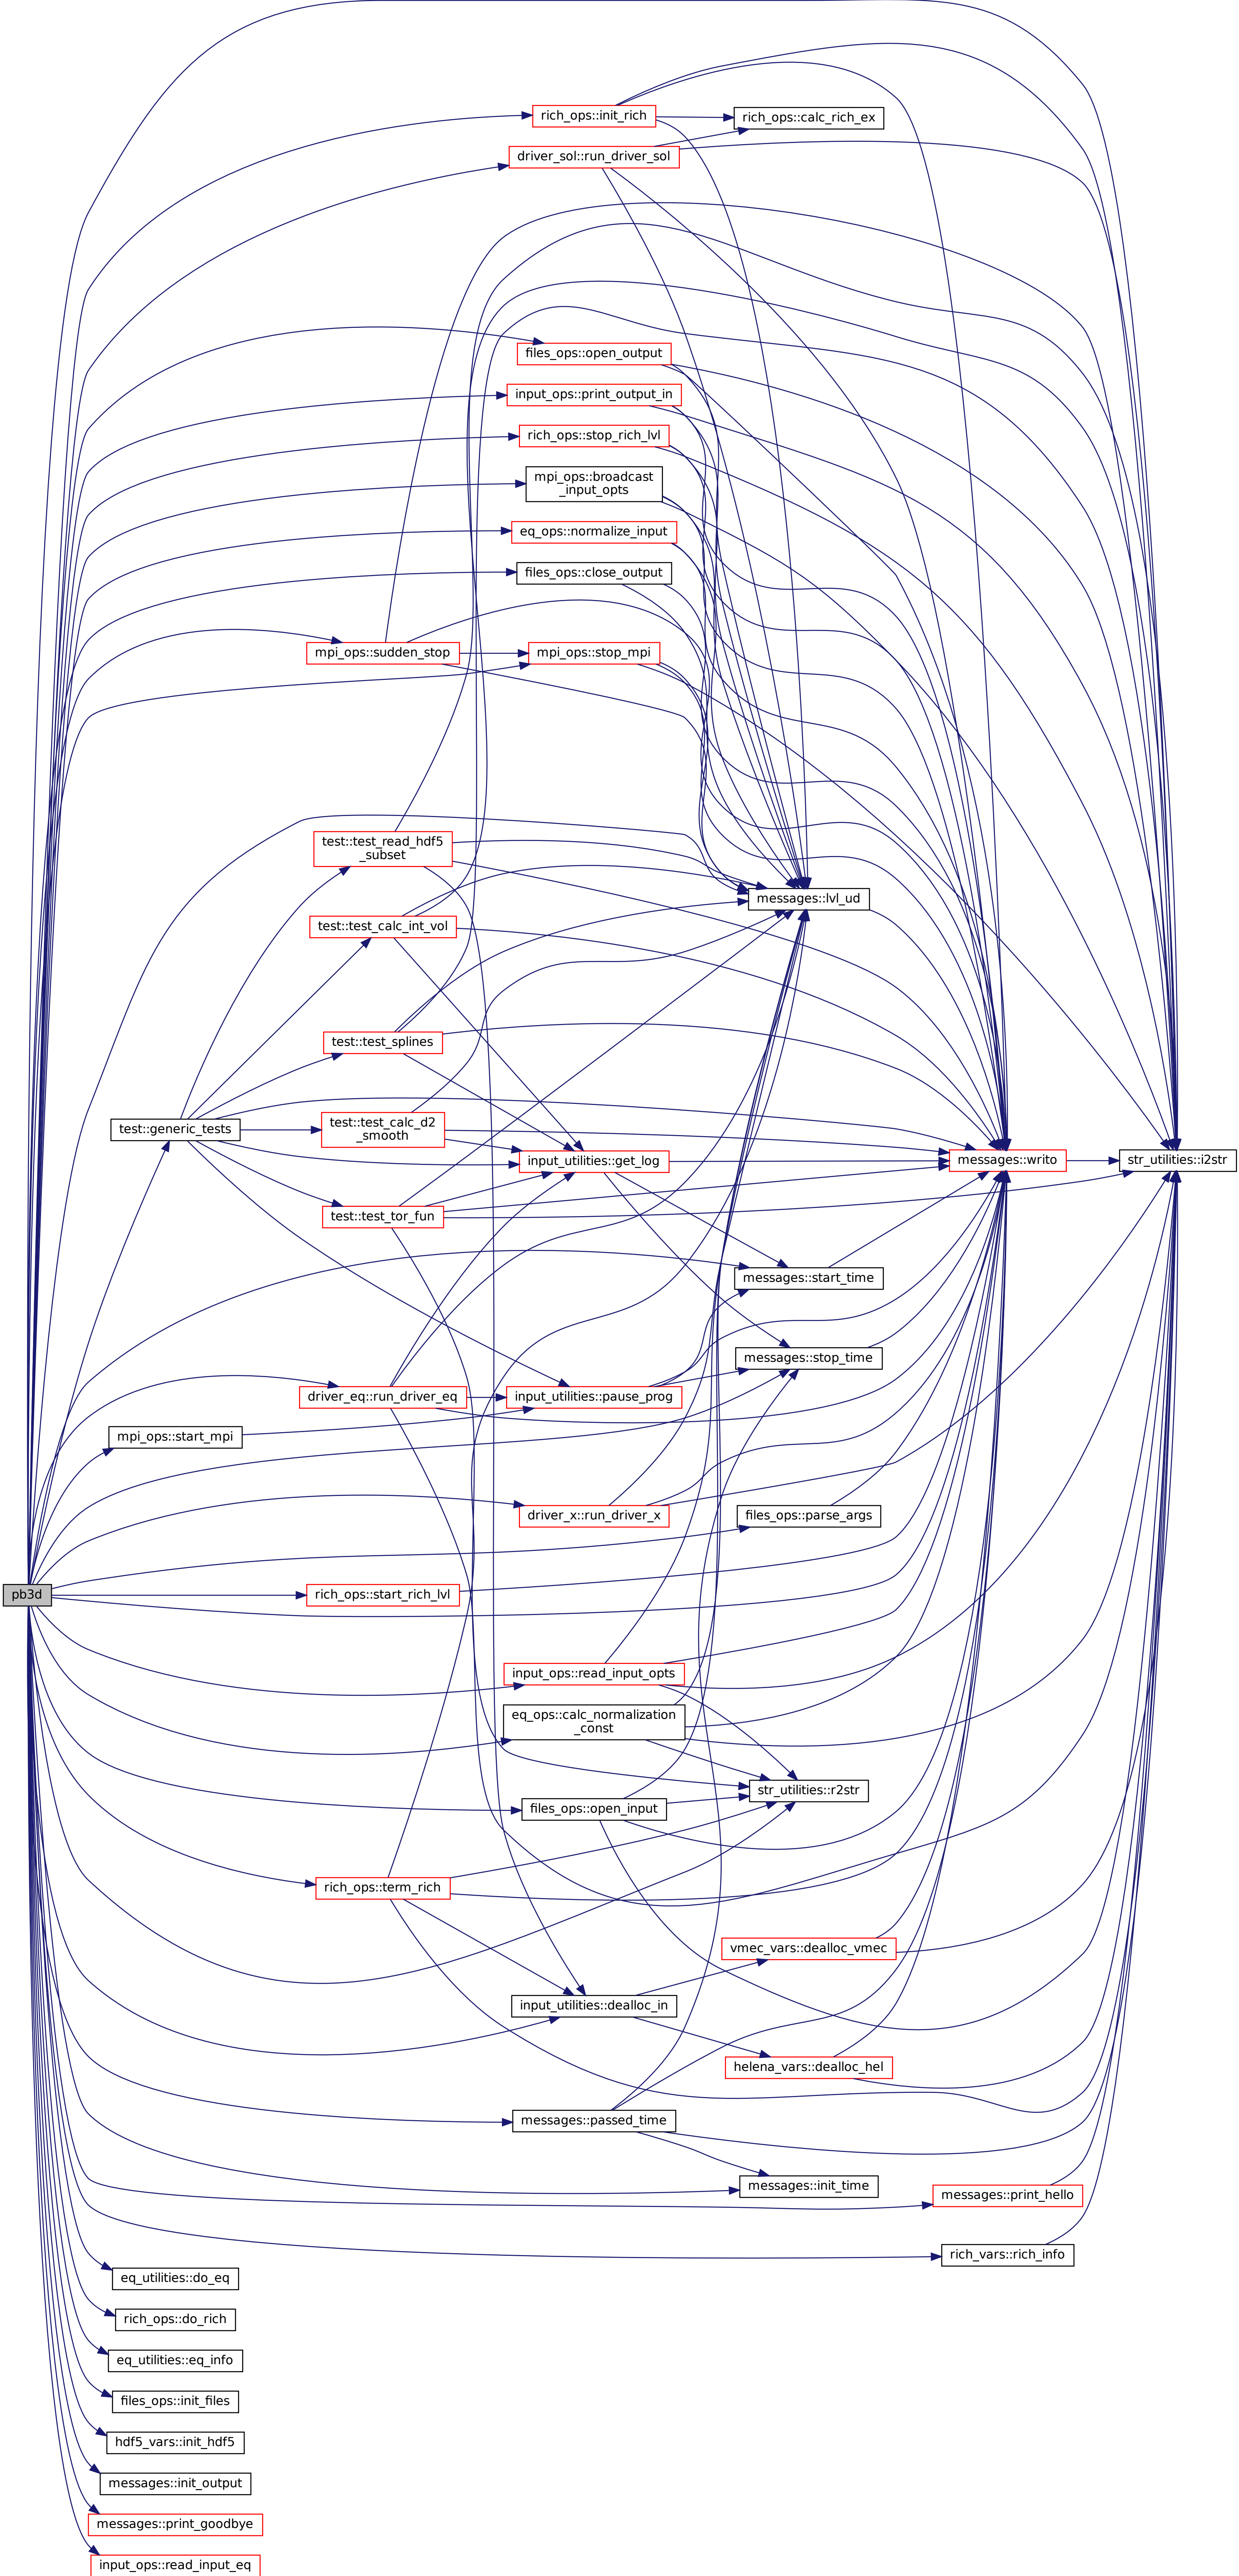 rich_ops::init_rich
rich_ops::calc_rich_ex
driver_sol::run_driver_sol
files_ops::open_output
input_ops::print_output_in
rich_ops::stop_rich_lvl
mpi_ops::broadcast
_input_opts
eq_ops::normalize_input
files_ops::close_output
mpi_ops::sudden_stop
mpi_ops::stop_mpi
test::test_read_hdf5
_subset
messages::lvl_ud
test::test_calc_int_vol
test::test_splines
test::generic_tests
test::test_calc_d2
_smooth
input_utilities::get_log
messages::writo
str_utilities::i2str
test::test_tor_fun
messages::start_time
messages::stop_time
driver_eq::run_driver_eq
input_utilities::pause_prog
mpi_ops::start_mpi
driver_x::run_driver_x
files_ops::parse_args
pb3d
rich_ops::start_rich_lvl
input_ops::read_input_opts
eq_ops::calc_normalization
_const
str_utilities::r2str
files_ops::open_input
rich_ops::term_rich
vmec_vars::dealloc_vmec
input_utilities::dealloc_in
helena_vars::dealloc_hel
messages::passed_time
messages::init_time
messages::print_hello
rich_vars::rich_info
eq_utilities::do_eq
rich_ops::do_rich
eq_utilities::eq_info
files_ops::init_files
hdf5_vars::init_hdf5
messages::init_output
messages::print_goodbye
input_ops::read_input_eq